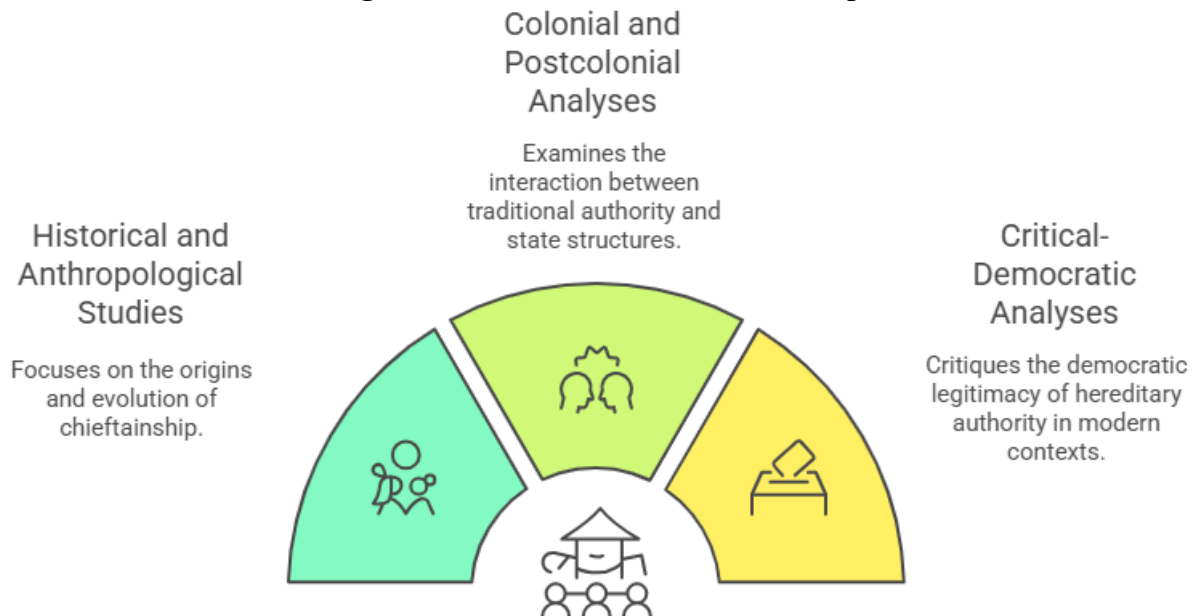 Colonial and
Postcolonial
Analyses
Examines the
interaction between
traditional authority and
state structures.
Historical and
Anthropological
Studies
Focuses on the origins
and evolution of
chieftainship.
Critical-
Democratic
Analyses
Critiques the democratic
legitimacy of hereditary
authority in modern
contexts.